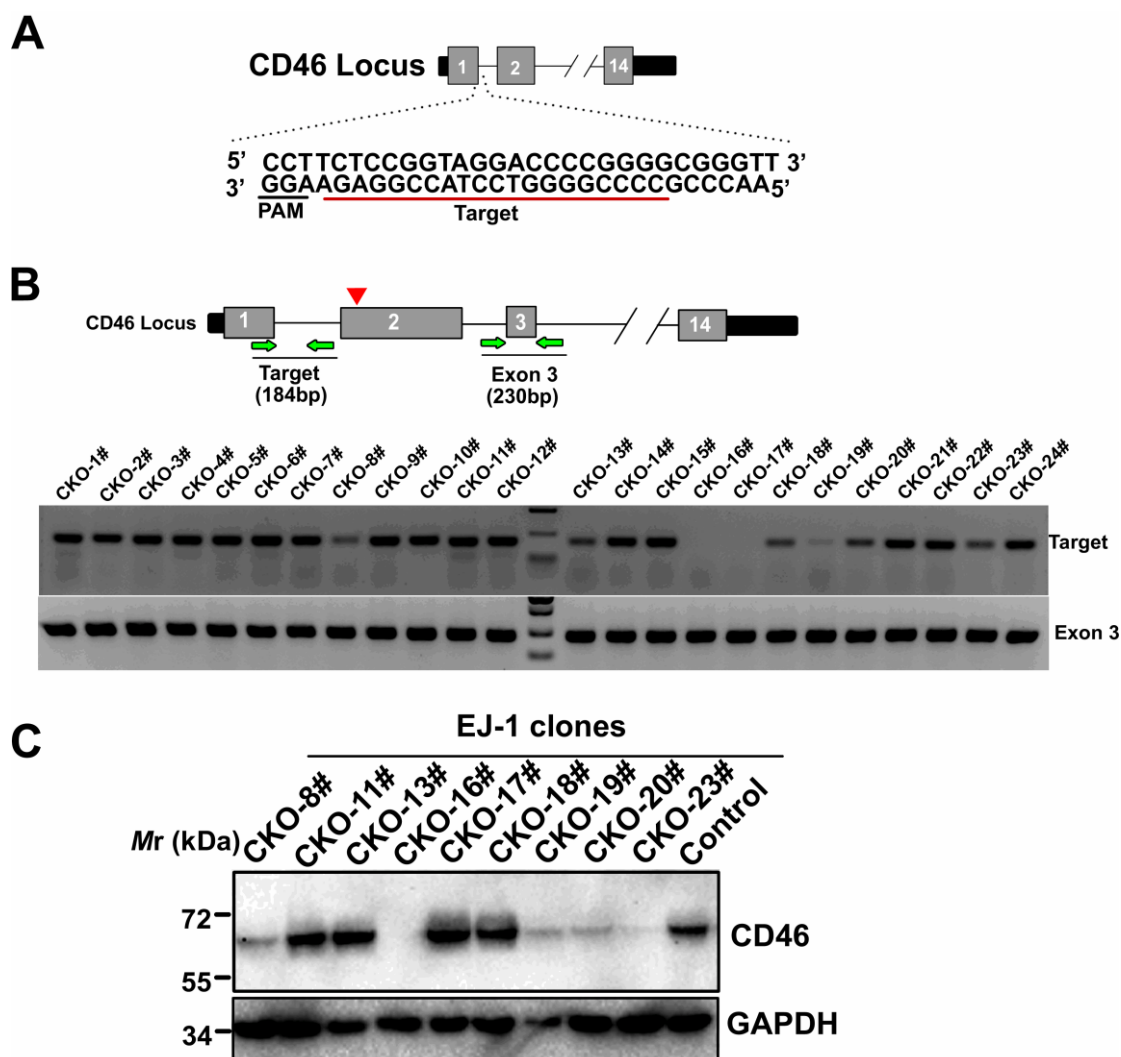 A
CD46 Locus
1
2
14
5’ CCTTCTCCGGTAGGACCCCGGGGCGGGTT 3’
3’ GGAAGAGGCCATCCTGGGGCCCCGCCCAA5’
PAM
Target
B
CD46 Locus
1
2
3
14
Target
(184bp)
Exon 3
(230bp)
CKO-1# CKO-2# CKO-3# CKO-4# CKO-5# CKO-6# CKO-7# CKO-8# CKO-9# CKO-10# CKO-11# CKO-12# CKO-13# CKO-14# CKO-15# CKO-16# CKO-17# CKO-18# CKO-19# CKO-20# CKO-21# CKO-22# CKO-23# CKO-24#
Target
Exon 3
C
EJ-1 clones
Mr (kDa)
CKO-8# CKO-11# CKO-13# CKO-16# CKO-17# CKO-18# CKO-19# CKO-20# CKO-23# Control
72
55
CD46
34
GAPDH